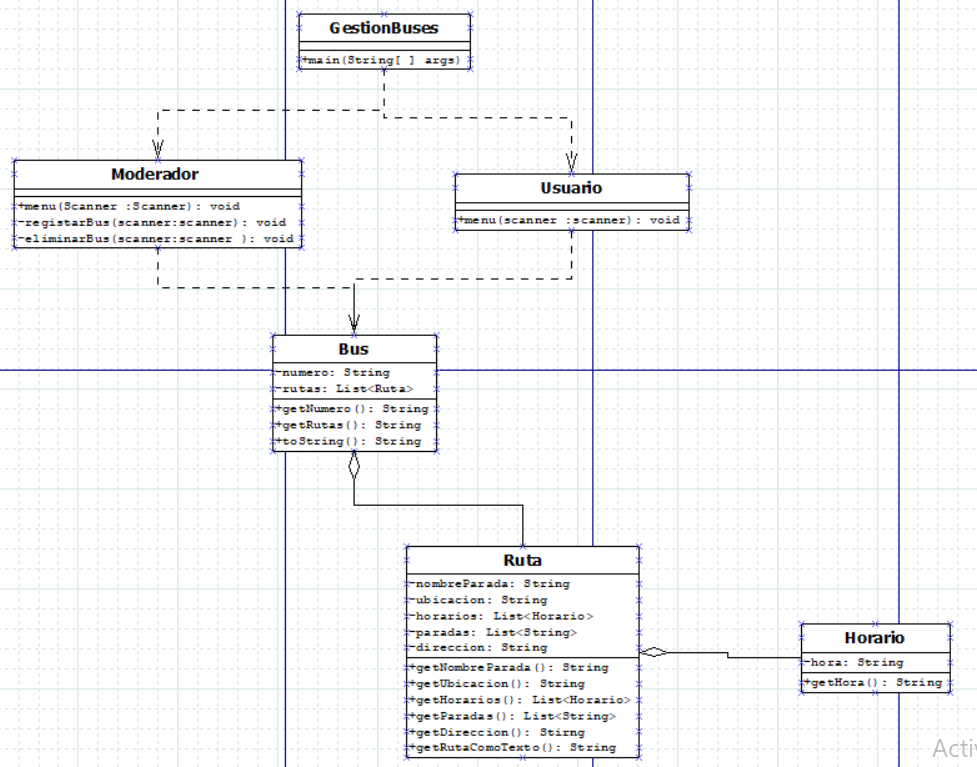 GestionBuses
+main(String[ ] args)
Moderador
+menu(Scanner :Scanner): void
-registarBus(scanner:scanner): void
-eliminarBus(scanner:scanner ): void
Usuario
+menu(scanner :scanner): void
Bus
-numero: String
-rutas: List<Ruta>
+getNumero(): String
+getRutas(): String
+toString(): String
Ruta
-nombreParada: String
-ubicacion: String
-horarios: List<Horario>
-paradas: List<String>
-direccion: String
+getNombreParada(): String
+getUbicacion(): String
+getHorarios(): List<Horario>
+getParadas(): List<String>
+getDireccion(): Stirng
+getRutaComoTexto(): String
Horario
-hora: String
+getHora(): String
Activ